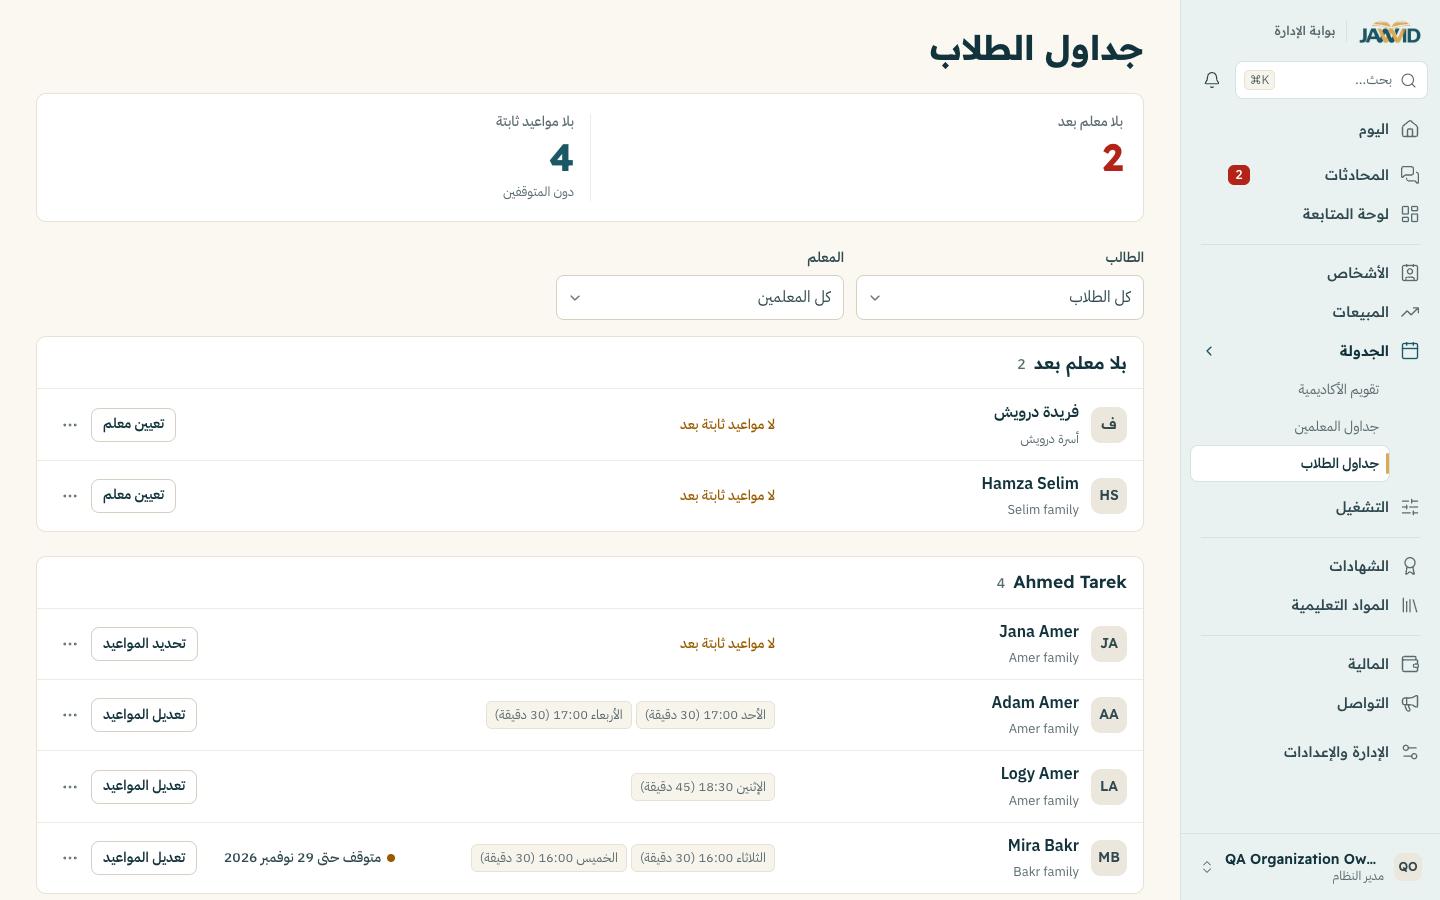 JAWWID
بوابة الإدارة
بحث...
⌘K
اليوم
المحادثات
2
لوحة المتابعة
الأشخاص
المبيعات
الجدولة
تقويم الأكاديمية
جداول المعلمين
جداول الطلاب
التشغيل
الشهادات
المواد التعليمية
المالية
التواصل
الإدارة والإعدادات
QO
QA Organization Ow...
مدير النظام
جداول الطلاب
بلا معلم بعد
2
بلا مواعيد ثابتة
4
دون المتوقفين
الطالب
كل الطلاب
المعلم
كل المعلمين
بلا معلم بعد 2
ف
فريدة درويش
أسرة درويش
لا مواعيد ثابتة بعد
تعيين معلم
HS
Hamza Selim
Selim family
لا مواعيد ثابتة بعد
تعيين معلم
Ahmed Tarek 4
JA
Jana Amer
Amer family
لا مواعيد ثابتة بعد
تحديد المواعيد
AA
Adam Amer
Amer family
الأحد 17:00 (30 دقيقة)
الأربعاء 17:00 (30 دقيقة)
تعديل المواعيد
LA
Logy Amer
Amer family
الإثنين 18:30 (45 دقيقة)
تعديل المواعيد
MB
Mira Bakr
Bakr family
الثلاثاء 16:00 (30 دقيقة)
الخميس 16:00 (30 دقيقة)
متوقف حتى 29 نوفمبر 2026
تعديل المواعيد